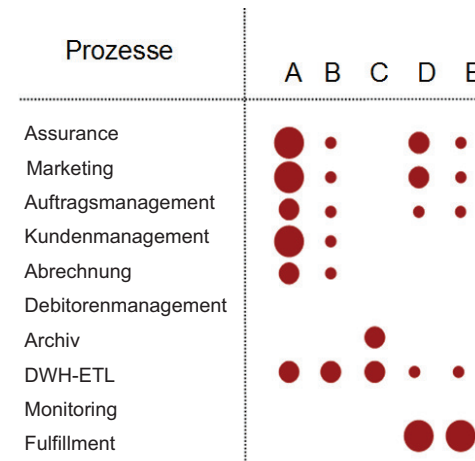 Prozesse
A B C D E
Assurance
Marketing
Auftragsmanagement
Kundenmanagement
Abrechnung
Debitorenmanagement
Archiv
DWH-ETL
Monitoring
Fulfillment